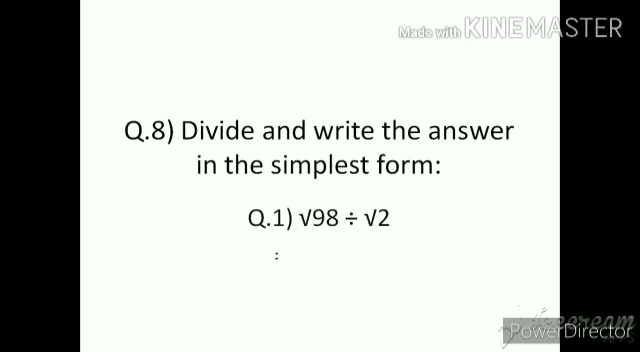 Made with KINEMASTER
Q.8) Divide and write the answer
in the simplest form:
Q.1) √98 ÷ √2
:
PowerDirector